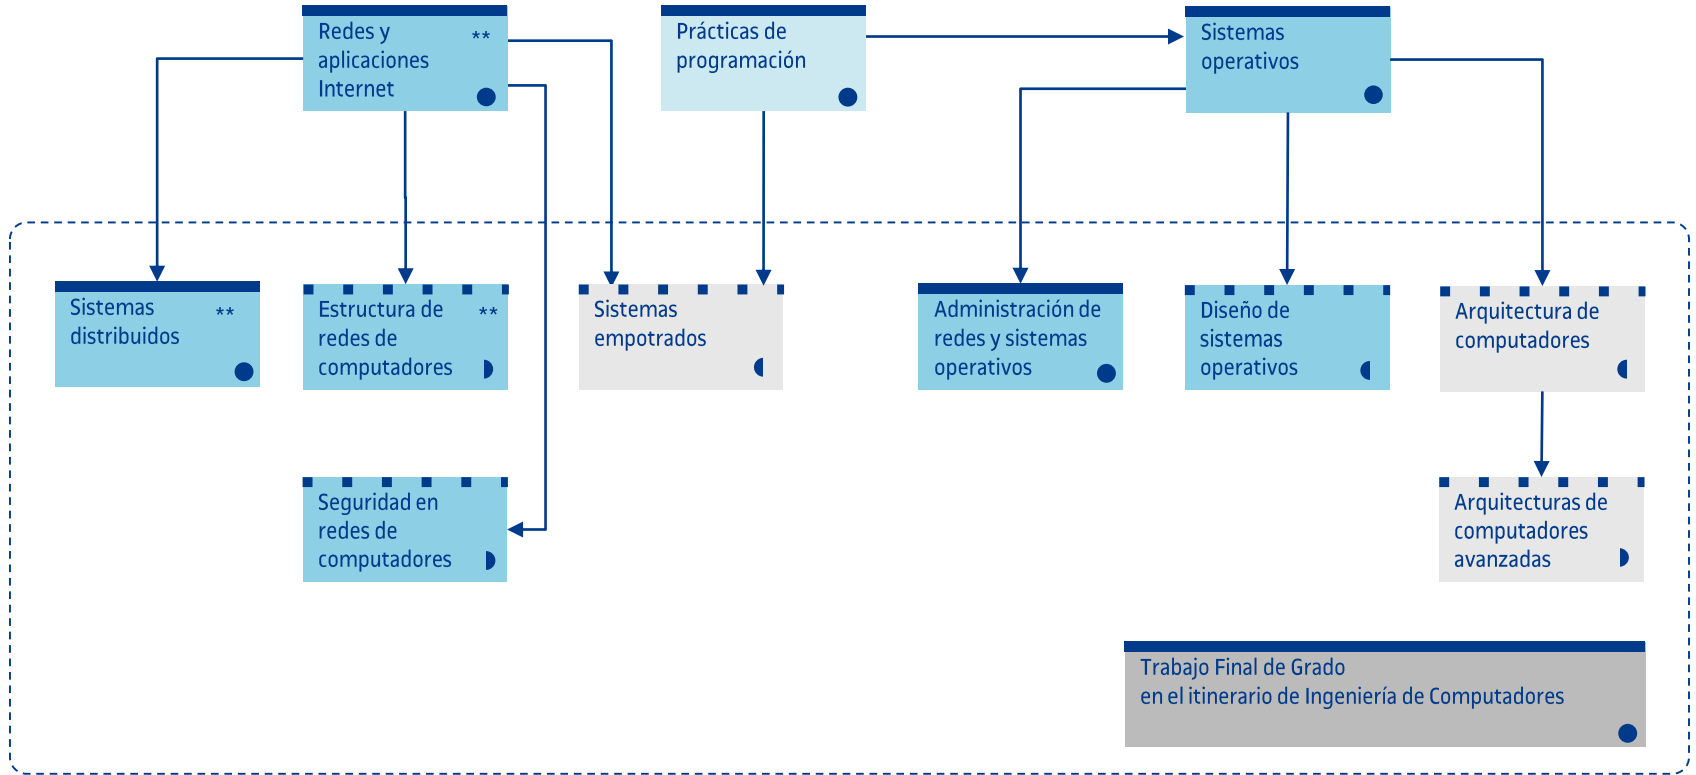 Redes y
aplicaciones
Internet
**
Prácticas de
programación
Sistemas
operativos
Sistemas
distribuidos
**
Estructura de
redes de
computadores
**
Sistemas
empotrados
Administración de
redes y sistemas
operativos
Diseño de
sistemas
operativos
Arquitectura de
computadores
Seguridad en
redes de
computadores
Arquitecturas de
computadores
avanzadas
Trabajo Final de Grado
en el itinerario de Ingeniería de Computadores